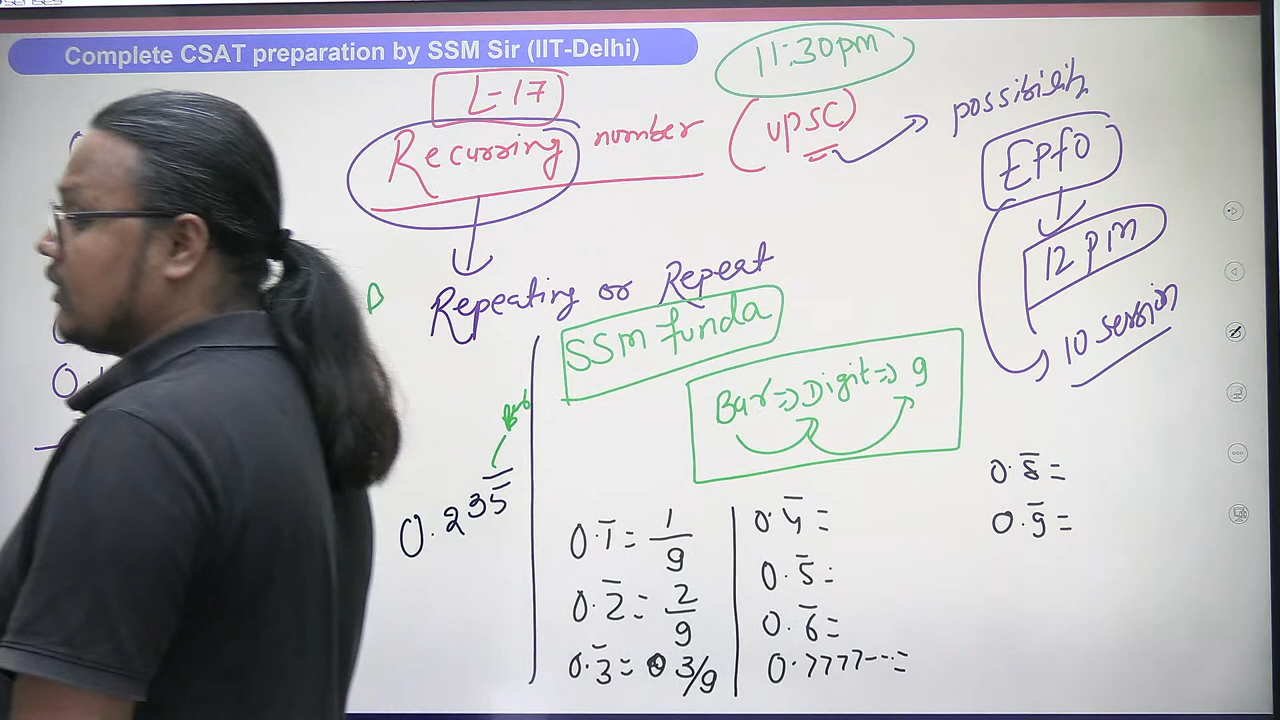 Complete CSAT preparation by SSM Sir (IIT-Delhi)
11:30pm
L-17
Recurring number (UPSC)
possibility
EPFO
12 pm
10 session
Repeating or Repeat
SSM funda
Bar ⇒ Digit ⇒ 9
Bar
0.235̅
0.1̅ = 1/9
0.2̅ = 2/9
0.3̅ = 3/9
0.4̅ =
0.5̅ =
0.6̅ =
0.7777---=
0.8̅ =
0.9̅ =